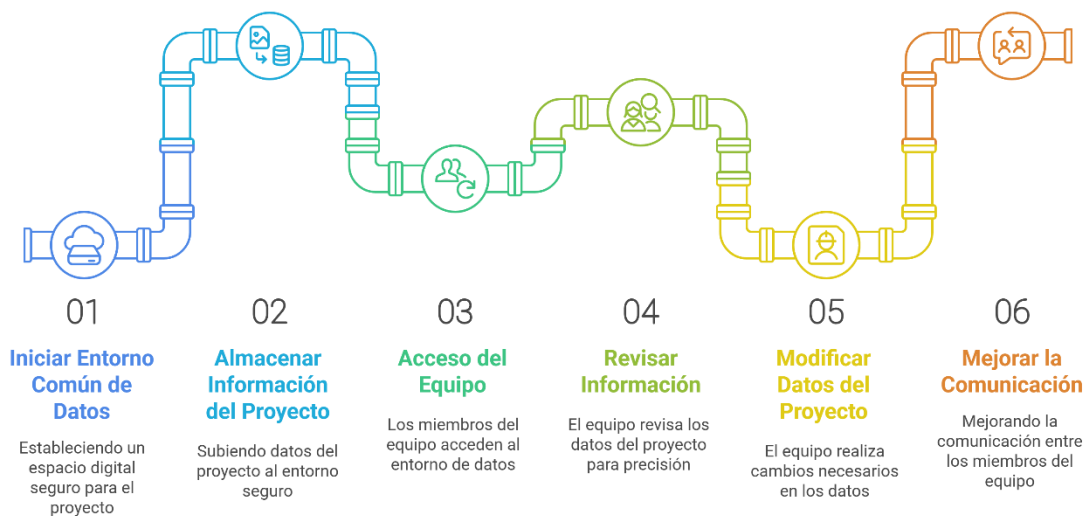 01
Iniciar Entorno
Común de
Datos
Estableciendo un
espacio digital
seguro para el
proyecto
02
Almacenar
Información
del Proyecto
Subiendo datos del
proyecto al entorno
seguro
03
Acceso del
Equipo
Los miembros del
equipo acceden al
entorno de datos
04
Revisar
Información
El equipo revisa los
datos del proyecto
para precisión
05
Modificar
Datos del
Proyecto
El equipo realiza
cambios necesarios
en los datos
06
Mejorar la
Comunicación
Mejorando la
comunicación entre
los miembros del
equipo